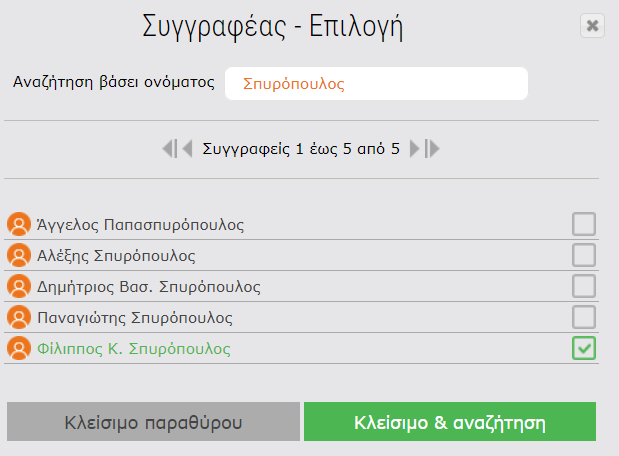 Συγγραφέας - Επιλογή
Αναζήτηση βάσει ονόματος Σπυρόπουλος
Συγγραφείς 1 έως 5 από 5
Άγγελος Παπασπυρόπουλος
Αλέξης Σπυρόπουλος
Δημήτριος Βασ. Σπυρόπουλος
Παναγιώτης Σπυρόπουλος
Φίλιππος Κ. Σπυρόπουλος
Κλείσιμο παραθύρου Κλείσιμο & αναζήτηση